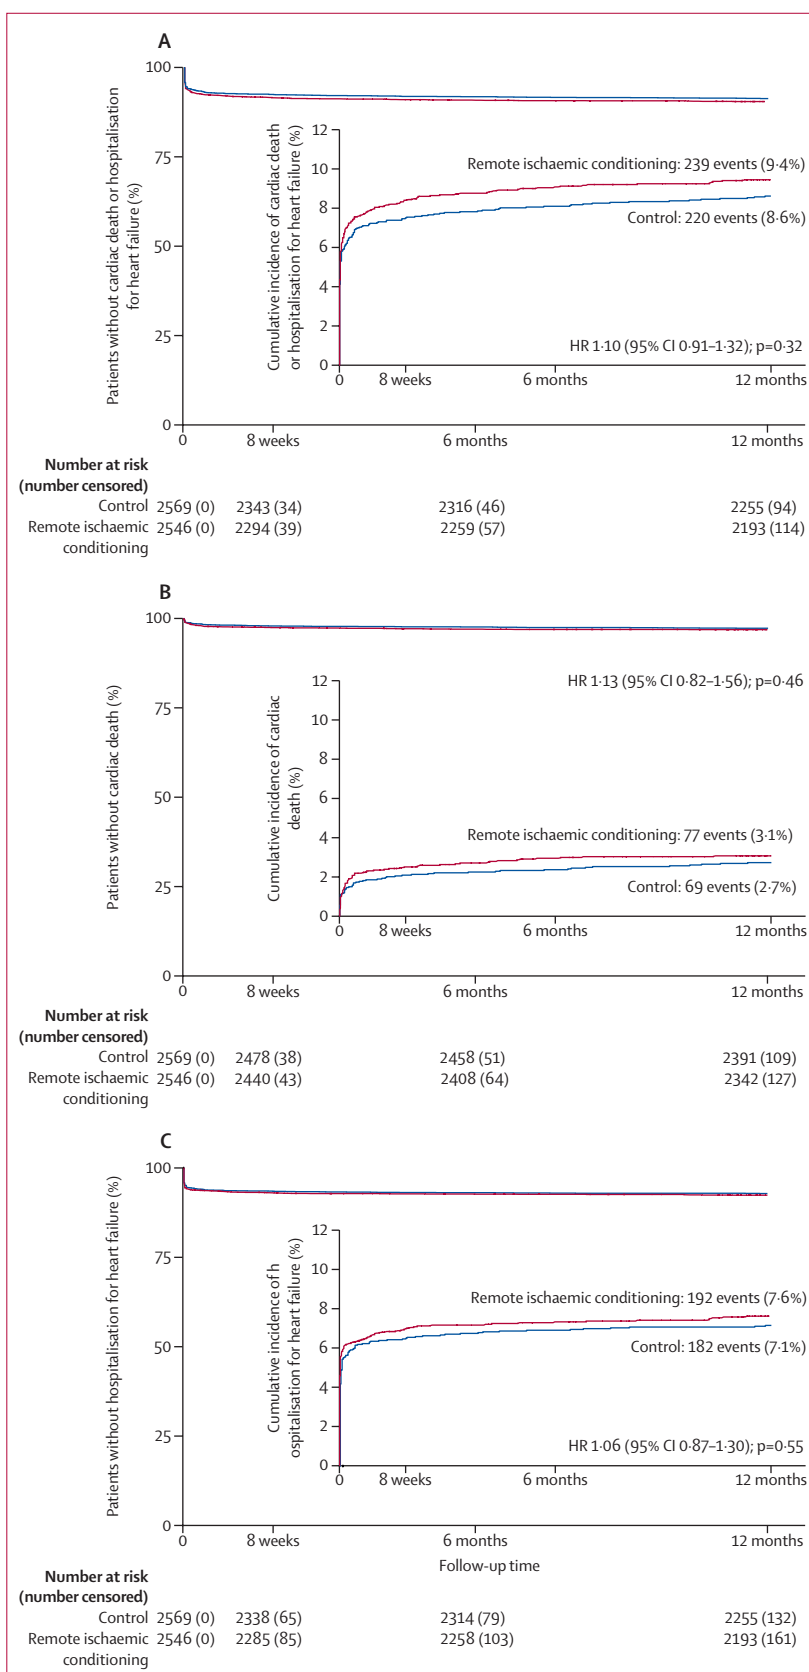 A
Patients without cardiac death or hospitalisation
for heart failure (%)
100
75
50
25
0
Cumulative incidence of cardiac death
or hospitalisation for heart failure (%)
12
10
8
6
4
2
0
Remote ischaemic conditioning: 239 events (9·4%)
Control: 220 events (8·6%)
HR 1·10 (95% CI 0·91–1·32); p=0·32
0 8 weeks 6 months 12 months
0 8 weeks 6 months 12 months
Number at risk
(number censored)
Control 2569 (0) 2343 (34) 2316 (46) 2255 (94)
Remote ischaemic 2546 (0) 2294 (39) 2259 (57) 2193 (114)
conditioning
B
Patients without cardiac death (%)
100
75
50
25
0
HR 1·13 (95% CI 0·82–1·56); p=0·46
Cumulative incidence of cardiac
death (%)
12
10
8
6
4
2
0
Remote ischaemic conditioning: 77 events (3·1%)
Control: 69 events (2·7%)
0 8 weeks 6 months 12 months
0 8 weeks 6 months 12 months
Number at risk
(number censored)
Control 2569 (0) 2478 (38) 2458 (51) 2391 (109)
Remote ischaemic 2546 (0) 2440 (43) 2408 (64) 2342 (127)
conditioning
C
Patients without hospitalisation for heart failure (%)
100
75
50
25
0
Cumulative incidence of h
ospitalisation for heart failure (%)
12
10
8
6
4
2
0
Remote ischaemic conditioning: 192 events (7·6%)
Control: 182 events (7·1%)
HR 1·06 (95% CI 0·87–1·30); p=0·55
0 8 weeks 6 months 12 months
0 8 weeks 6 months 12 months
Follow-up time
Number at risk
(number censored)
Control 2569 (0) 2338 (65) 2314 (79) 2255 (132)
Remote ischaemic 2546 (0) 2285 (85) 2258 (103) 2193 (161)
conditioning